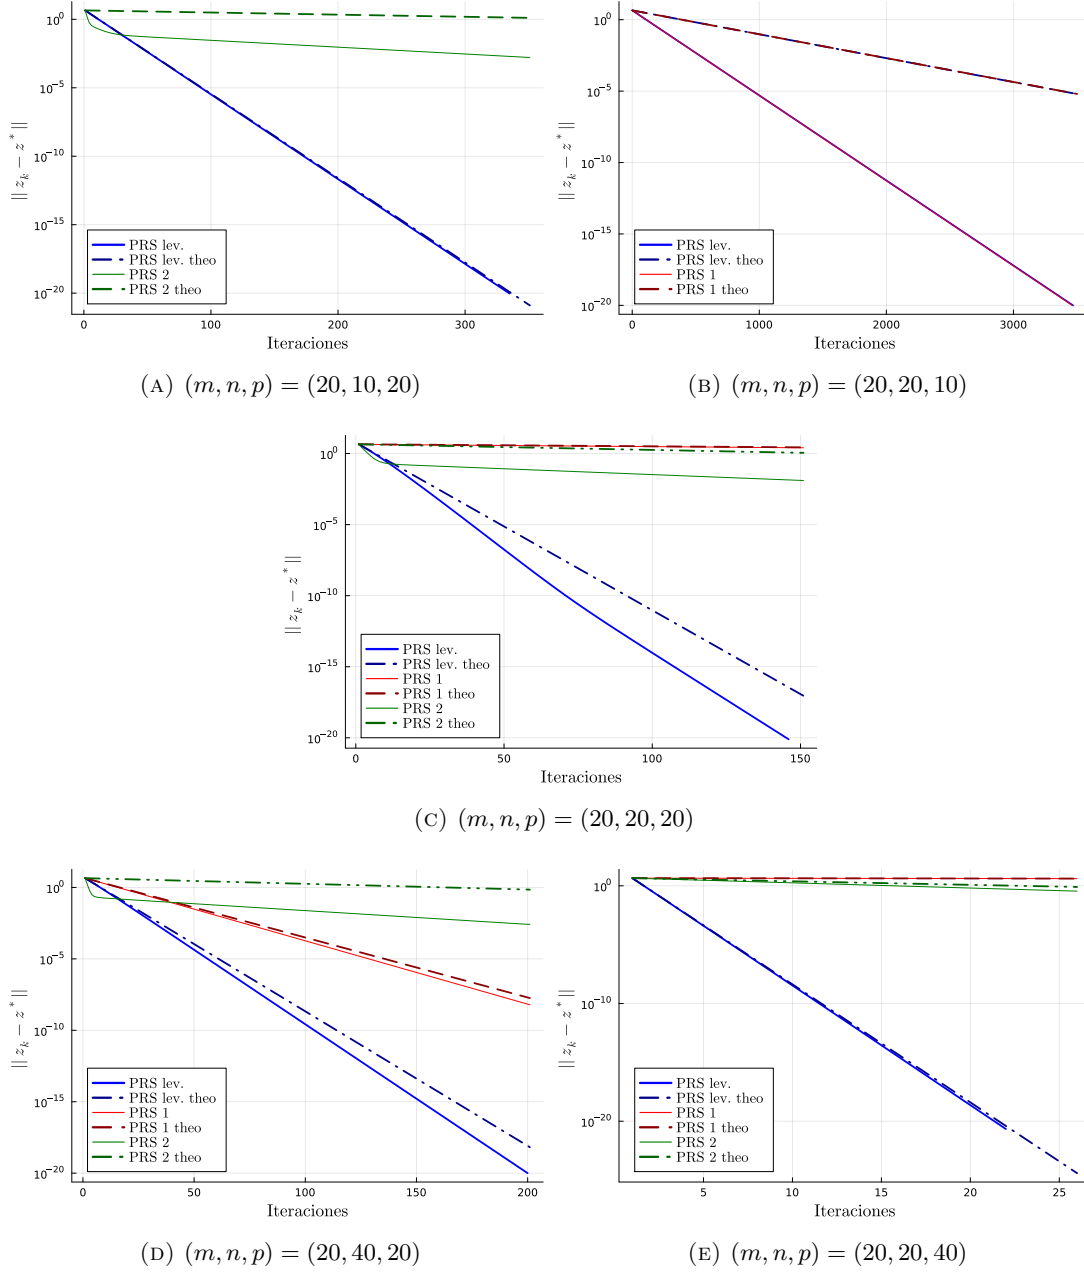 10^0
10^-5
10^-10
10^-15
10^-20
|| z_k − z* ||
PRS lev.
PRS lev. theo
PRS 2
PRS 2 theo
0 100 200 300
Iteraciones
(A) (m, n, p) = (20, 10, 20)
10^0
10^-5
10^-10
10^-15
10^-20
|| z_k − z* ||
PRS lev.
PRS lev. theo
PRS 1
PRS 1 theo
0 1000 2000 3000
Iteraciones
(B) (m, n, p) = (20, 20, 10)
10^0
10^-5
10^-10
10^-15
10^-20
|| z_k − z* ||
PRS lev.
PRS lev. theo
PRS 1
PRS 1 theo
PRS 2
PRS 2 theo
0 50 100 150
Iteraciones
(C) (m, n, p) = (20, 20, 20)
10^0
10^-5
10^-10
10^-15
10^-20
|| z_k − z* ||
PRS lev.
PRS lev. theo
PRS 1
PRS 1 theo
PRS 2
PRS 2 theo
0 50 100 150 200
Iteraciones
(D) (m, n, p) = (20, 40, 20)
10^0
10^-10
10^-20
|| z_k − z* ||
PRS lev.
PRS lev. theo
PRS 1
PRS 1 theo
PRS 2
PRS 2 theo
5 10 15 20 25
Iteraciones
(E) (m, n, p) = (20, 20, 40)